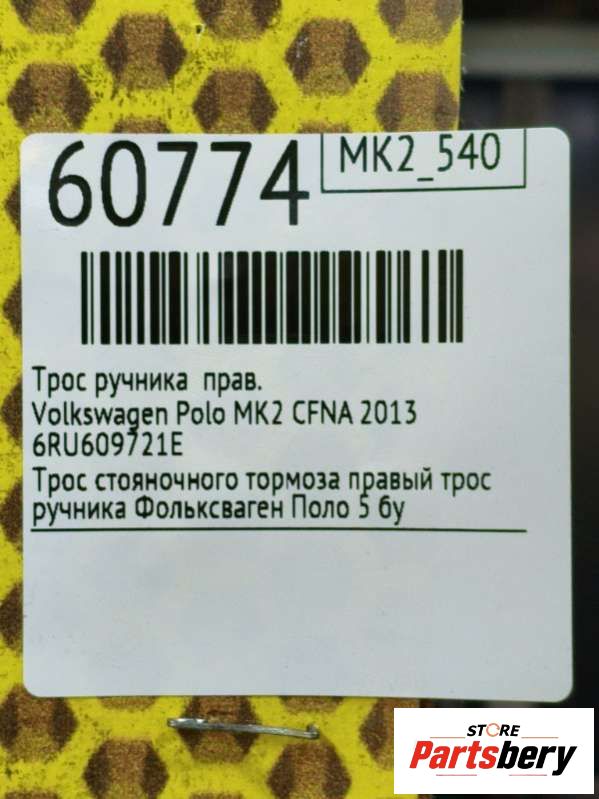 60774
MK2_540
Трос ручника прав.
Volkswagen Polo MK2 CFNA 2013
6RU609721E
Трос стояночного тормоза правый трос
ручника Фольксваген Поло 5 бу
STORE
Partsbery